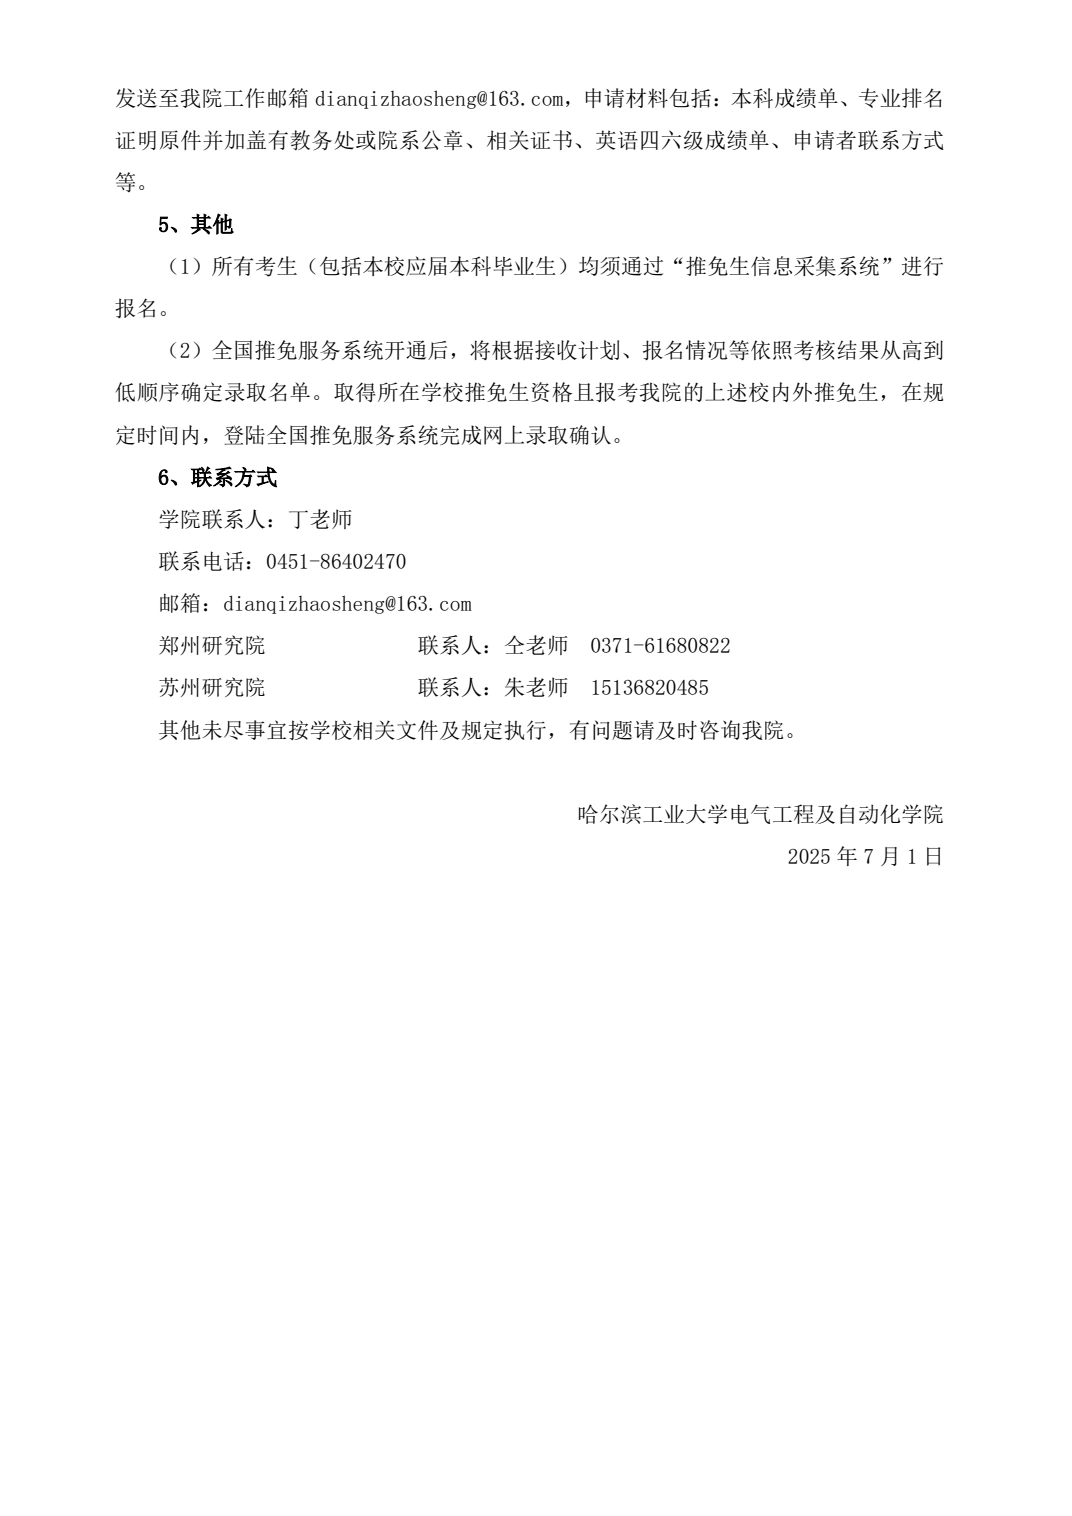 发送至我院工作邮箱 dianqizhaosheng@163.com，申请材料包括：本科成绩单、专业排名
证明原件并加盖有教务处或院系公章、相关证书、英语四六级成绩单、申请者联系方式
等。
5、其他
（1）所有考生（包括本校应届本科毕业生）均须通过“推免生信息采集系统”进行
报名。
（2）全国推免服务系统开通后，将根据接收计划、报名情况等依照考核结果从高到
低顺序确定录取名单。取得所在学校推免生资格且报考我院的上述校内外推免生，在规
定时间内，登陆全国推免服务系统完成网上录取确认。
6、联系方式
学院联系人：丁老师
联系电话：0451-86402470
邮箱：dianqizhaosheng@163.com
郑州研究院 联系人：仝老师 0371-61680822
苏州研究院 联系人：朱老师 15136820485
其他未尽事宜按学校相关文件及规定执行，有问题请及时咨询我院。
哈尔滨工业大学电气工程及自动化学院
2025 年 7 月 1 日